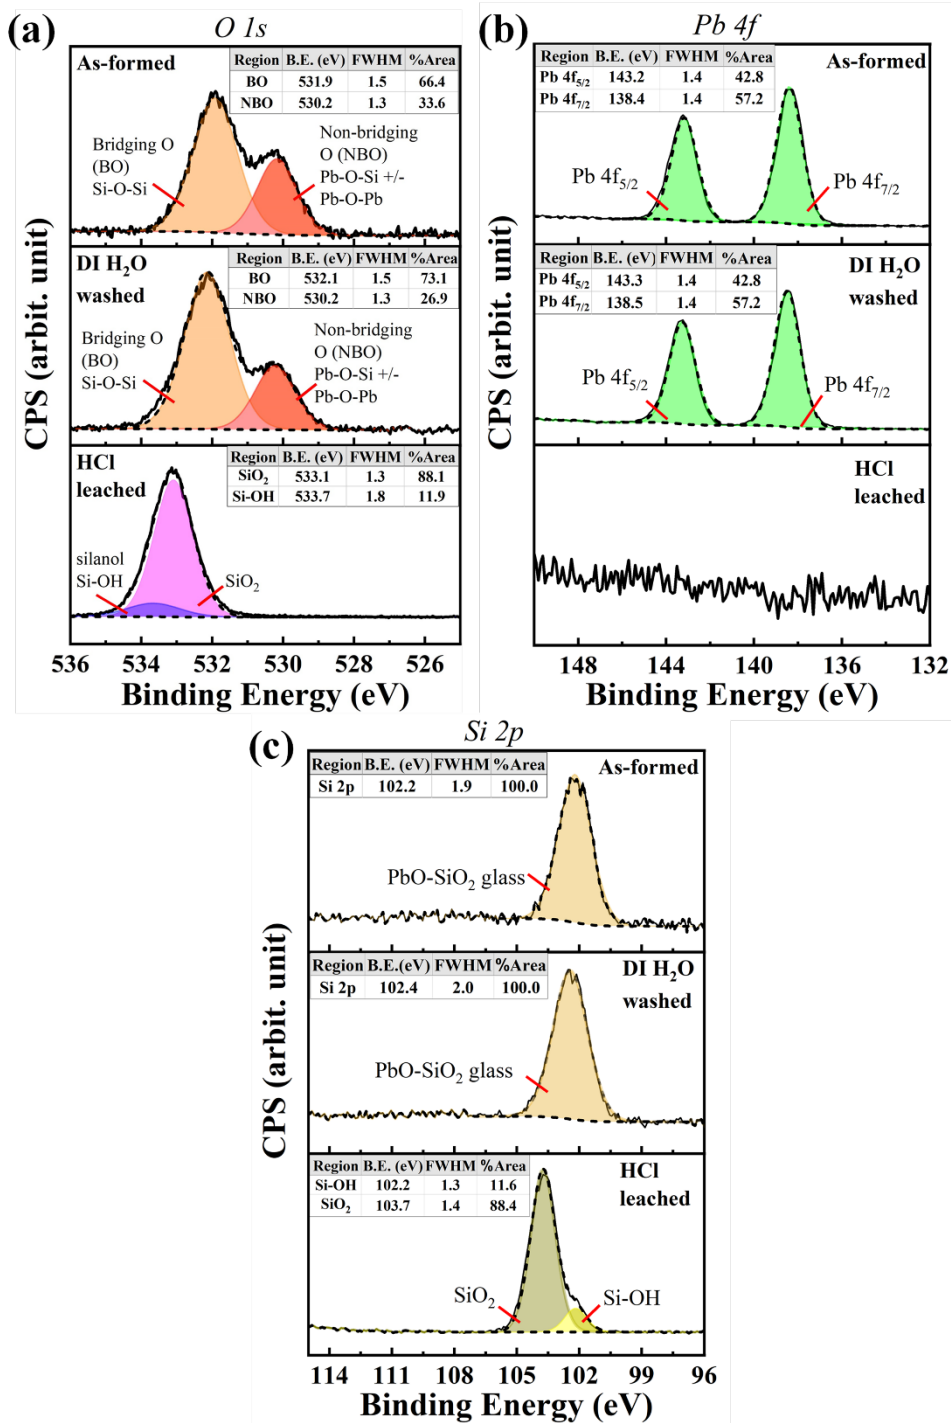 (a)
O 1s
As-formed
Region B.E. (eV) FWHM %Area
BO 531.9 1.5 66.4
NBO 530.2 1.3 33.6
Bridging O
(BO)
Si-O-Si
Non-bridging
O (NBO)
Pb-O-Si +/-
Pb-O-Pb
DI H₂O
washed
Region B.E. (eV) FWHM %Area
BO 532.1 1.5 73.1
NBO 530.2 1.3 26.9
Bridging O
(BO)
Si-O-Si
Non-bridging
O (NBO)
Pb-O-Si +/-
Pb-O-Pb
HCl
leached
Region B.E. (eV) FWHM %Area
SiO₂ 533.1 1.3 88.1
Si-OH 533.7 1.8 11.9
silanol
Si-OH
SiO₂
CPS (arbit. unit)
536 534 532 530 528 526
Binding Energy (eV)
(b)
Pb 4f
As-formed
Region B.E. (eV) FWHM %Area
Pb 4f₅/₂ 143.2 1.4 42.8
Pb 4f₇/₂ 138.4 1.4 57.2
Pb 4f₅/₂
Pb 4f₇/₂
DI H₂O
washed
Region B.E. (eV) FWHM %Area
Pb 4f₅/₂ 143.3 1.4 42.8
Pb 4f₇/₂ 138.5 1.4 57.2
Pb 4f₅/₂
Pb 4f₇/₂
HCl
leached
CPS (arbit. unit)
148 144 140 136 132
Binding Energy (eV)
(c)
Si 2p
As-formed
Region B.E. (eV) FWHM %Area
Si 2p 102.2 1.9 100.0
PbO-SiO₂ glass
DI H₂O
washed
Region B.E.(eV) FWHM %Area
Si 2p 102.4 2.0 100.0
PbO-SiO₂ glass
HCl
leached
Region B.E. (eV) FWHM %Area
Si-OH 102.2 1.3 11.6
SiO₂ 103.7 1.4 88.4
SiO₂
Si-OH
CPS (arbit. unit)
114 111 108 105 102 99 96
Binding Energy (eV)